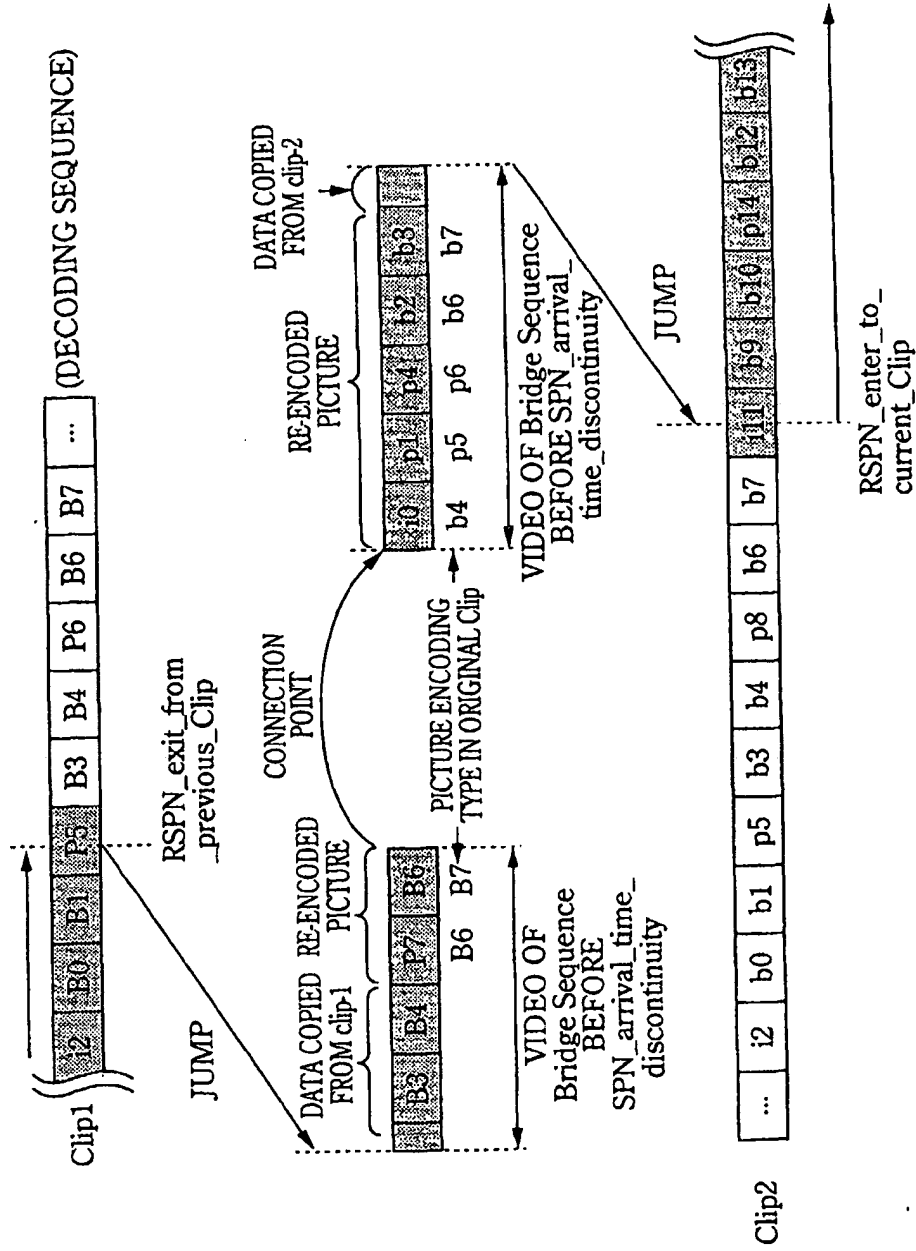 Clip1
i2 B0 B1 P5 B3 B4 P6 B6 B7 ... (DECODING SEQUENCE)
RSPN_exit_from
_previous_Clip
JUMP
DATA COPIED
FROM clip-1
RE-ENCODED
PICTURE
CONNECTION
POINT
RE-ENCODED
PICTURE
DATA COPIED
FROM clip-2
B3 B4 P7 B6
B6 B7
i0 p1 p4 b2 b3
b4 p5 p6 b6 b7
PICTURE ENCODING
TYPE IN ORIGINAL Clip
VIDEO OF
Bridge Sequence
BEFORE
SPN_arrival_time_
discontinuity
VIDEO OF Bridge Sequence
BEFORE SPN_arrival_
time_discontinuity
JUMP
Clip2
... i2 b0 b1 p5 b3 b4 p8 b6 b7 i11 b9 b10 p14 b12 b13
RSPN_enter_to_
current_Clip